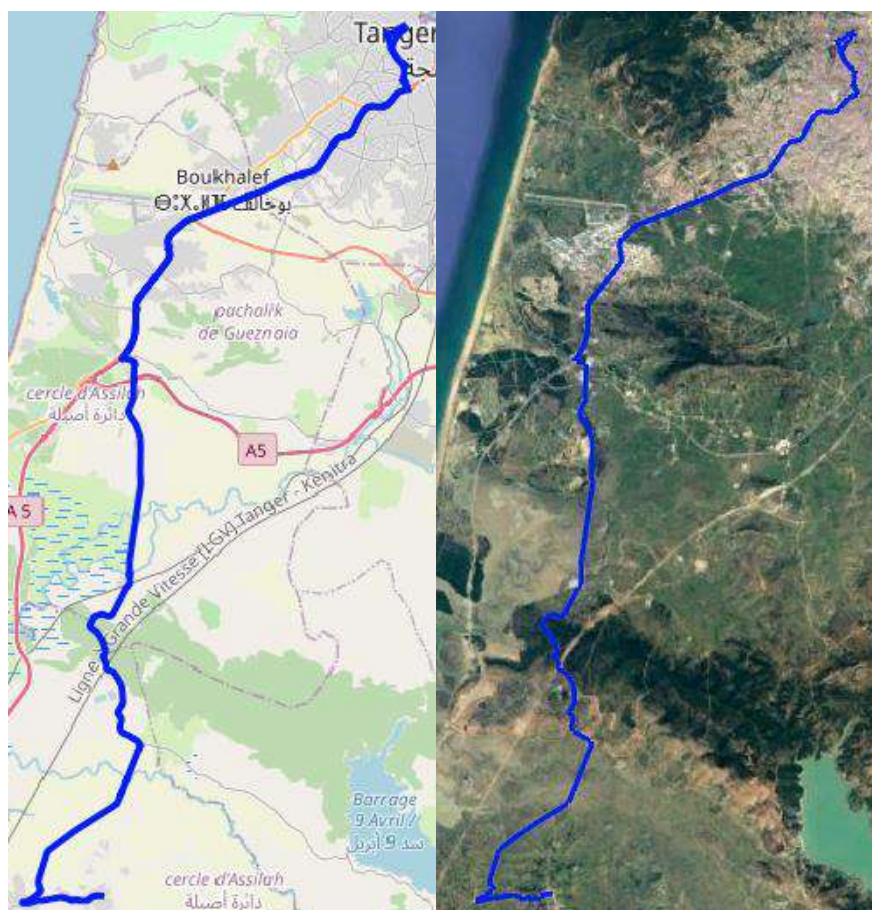 Tanger
Boukhalef
بوخالف
pachalik
de Gueznaia
cercle d'Assilah
دائرة أصيلة
A5
A 5
Ligne à Grande Vitesse [LGV] Tanger - Kenitra
Barrage
9 Avril /
سد 9 أبريل
cercle d'Assilah
دائرة أصيلة